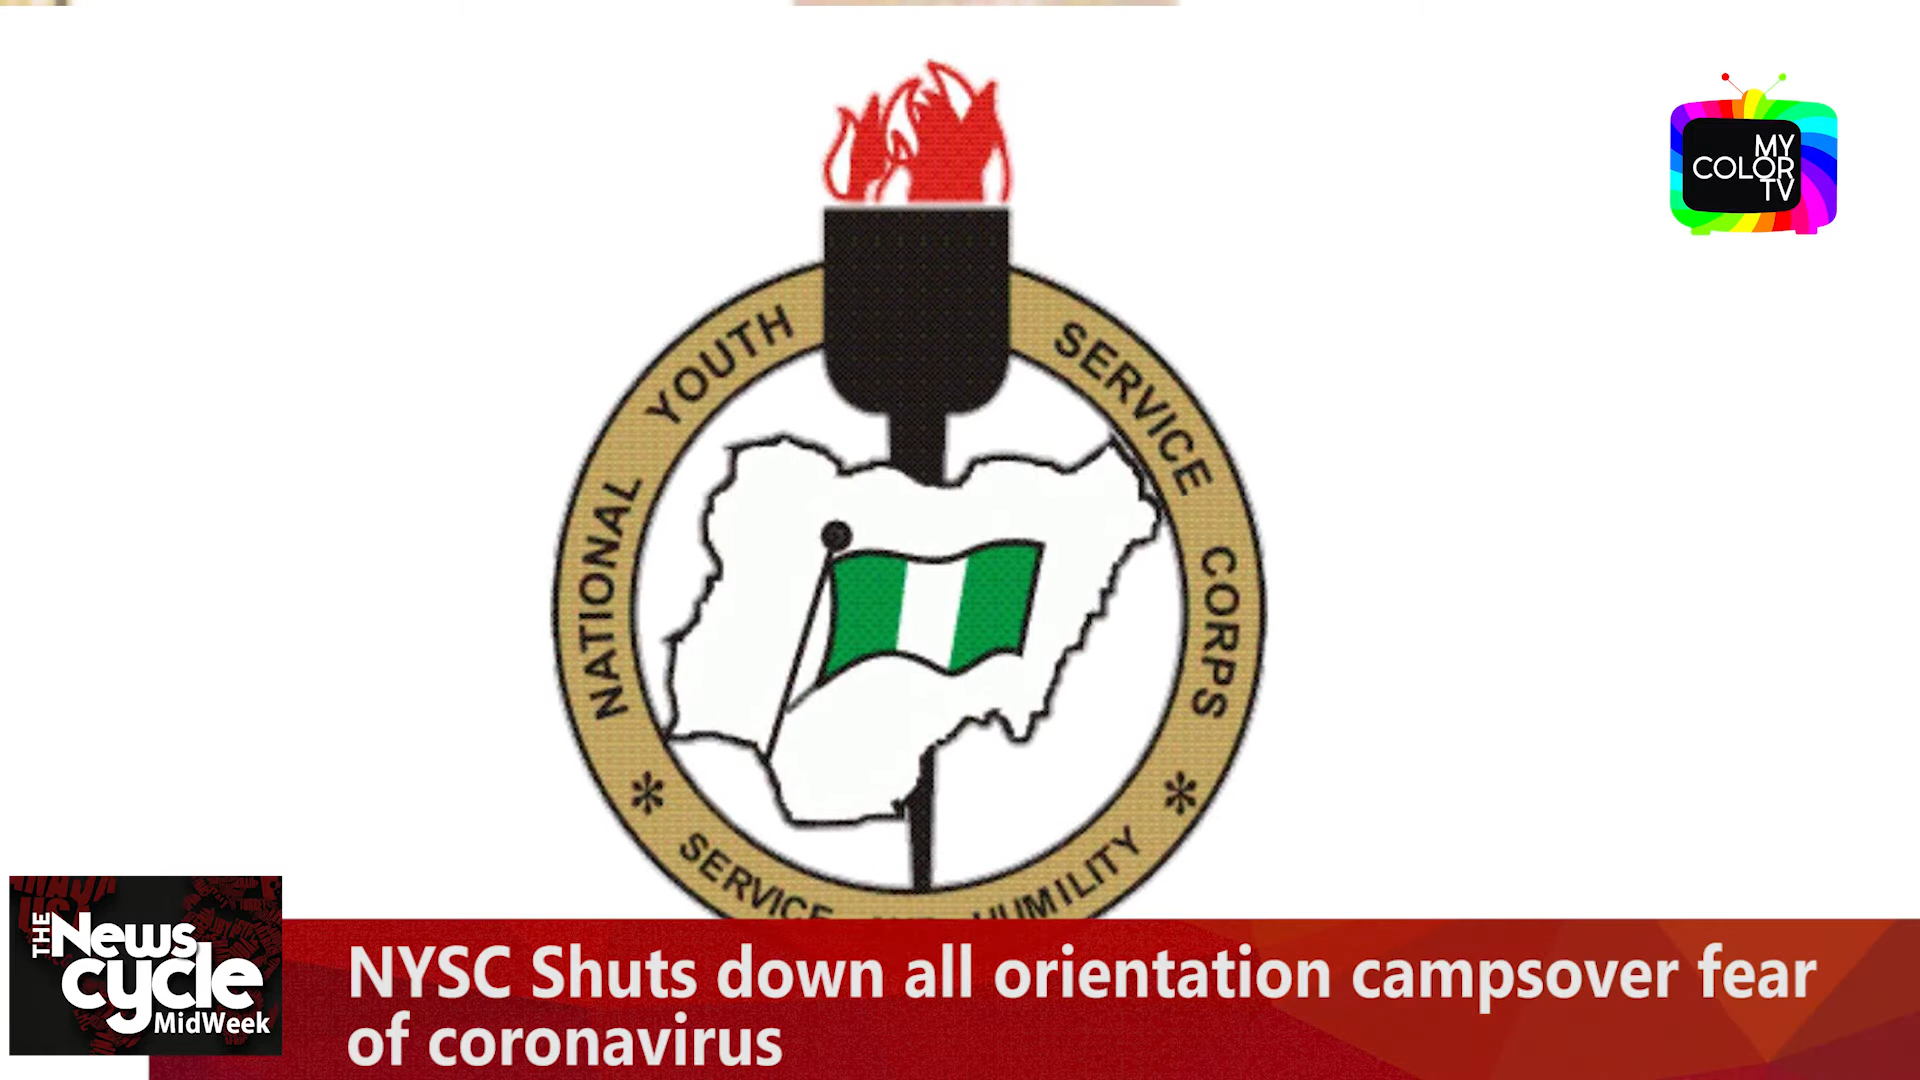 MY
COLOR
TV
NATIONAL YOUTH SERVICE CORPS
SERVICE HUMILITY
THE
News
cycle
MidWeek
NYSC Shuts down all orientation campsover fear
of coronavirus